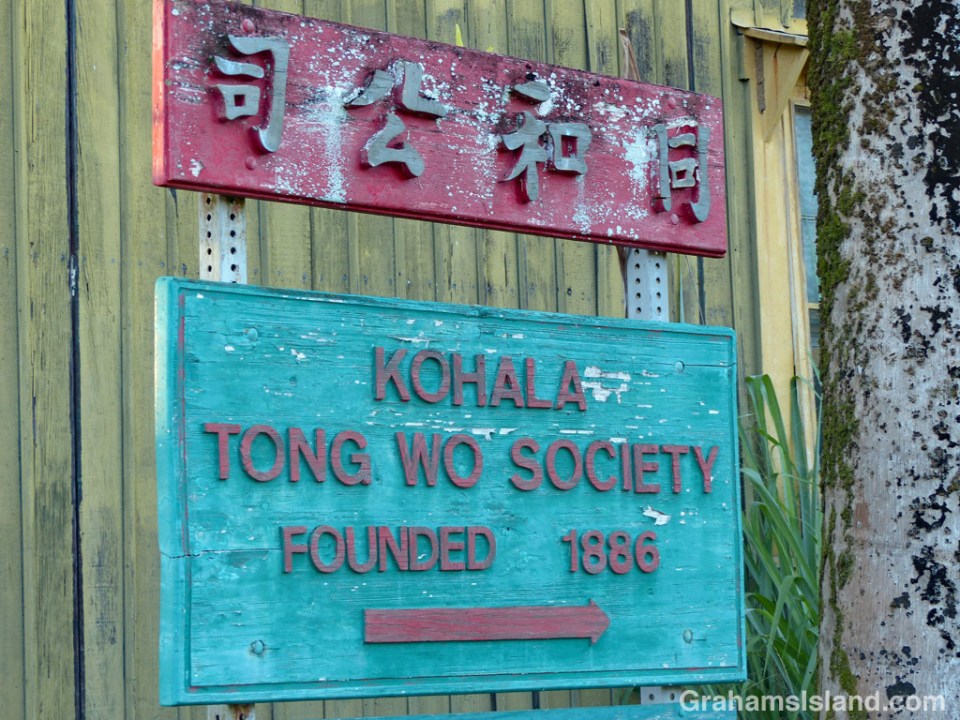 同和公司
KOHALA
TONG WO SOCIETY
FOUNDED 1886
GrahamsIsland.com